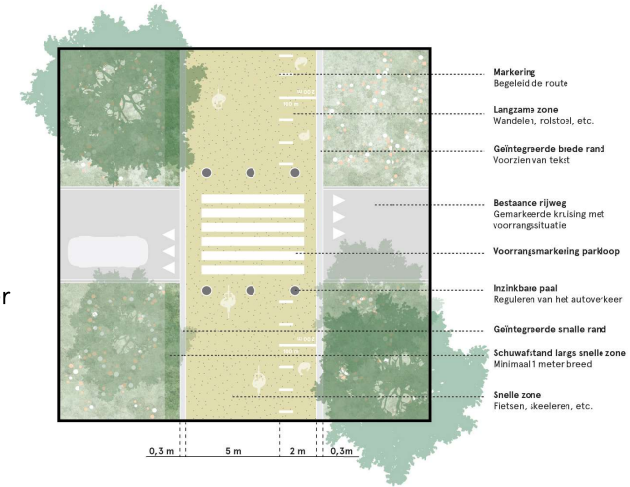 Markering
Begeleid de route
Langzame zone
Wandelen, rolstoel, etc.
Geïntegreerde brede rand
Voorzien van tekst
Bestaande rijweg
Gemarkeerde kruising met
voorrangssituatie
Voorrangsmarkering parkloop
r
Inzinkbare paal
Reguleren van het autoverkeer
Geïntegreerde smalle rand
Schuwafstand langs snelle zone
Minimaal 1 meter breed
Snelle zone
Fietsen, skeeleren, etc.
0,3 m 5 m 2 m 0,3m